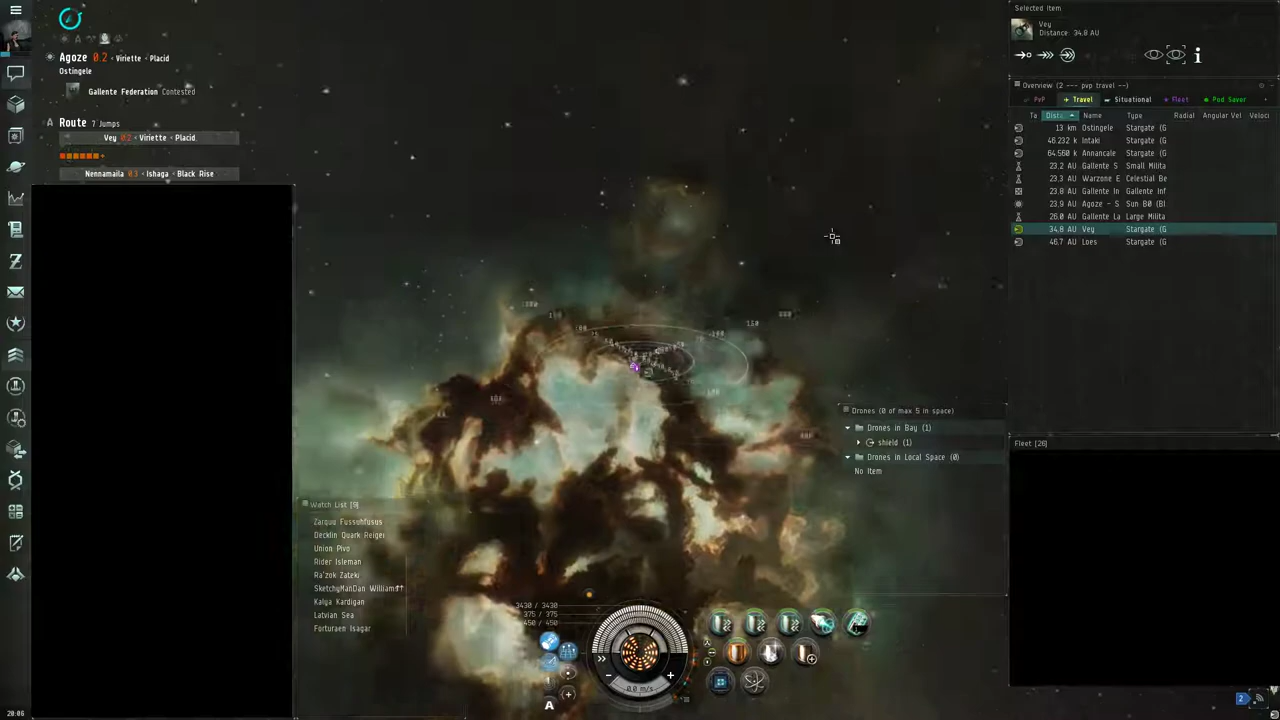 Agoze 0.2 ‹ Viriette ‹ Placid
Ostingele
Gallente Federation Contested
Route 7 Jumps
Vey 0.2 ‹ Viriette ‹ Placid
Nennamaila 0.3 ‹ Ishaga ‹ Black Rise
Selected Item
Vey
Distance: 34.8 AU
Overview (2 --- pvp travel --)
PvP Travel Situational Fleet Pod Saver
Ta Dista Name Type Radial Angular Vel Veloci
13 km Ostingele Stargate (G
46.232 k Intaki Stargate (G
64.560 k Annancale Stargate (G
23.2 AU Gallente S Small Milita
23.3 AU Warzone E Celestial Be
23.8 AU Gallente In Gallente Inf
23.9 AU Agoze - S Sun B0 (Bl
26.0 AU Gallente La Large Milita
34.8 AU Vey Stargate (G
46.7 AU Loes Stargate (G
Drones (0 of max 5 in space)
Drones in Bay (1)
shield (1)
Drones in Local Space (0)
No Item
Fleet [26]
Watch List [9]
Zarquu Fussuhfusus
Decklin Quark Reiger
Union Pivo
Rider Isleman
Ra'zok Zateki
SketchyManDan Williams
Kalya Kardigan
Latvian Sea
Forturaen Isagar
3430 / 3430
375 / 375
450 / 450
0.0 m/s
A
20:06
2